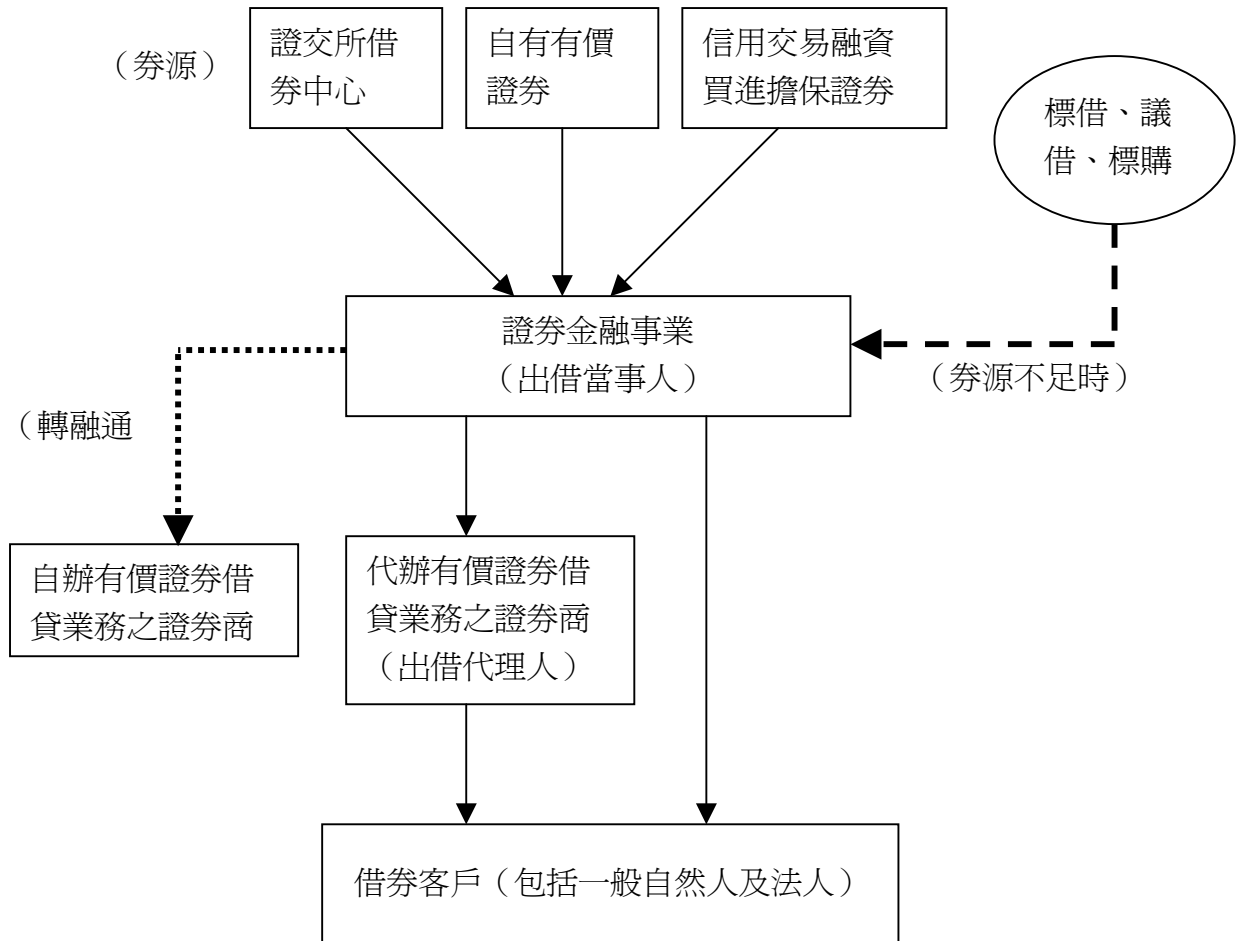 （券源）
證交所借
券中心
自有有價
證券
信用交易融資
買進擔保證券
標借、議
借、標購
證券金融事業
（出借當事人）
（券源不足時）
（轉融通
自辦有價證券借
貸業務之證券商
代辦有價證券借
貸業務之證券商
（出借代理人）
借券客戶（包括一般自然人及法人）